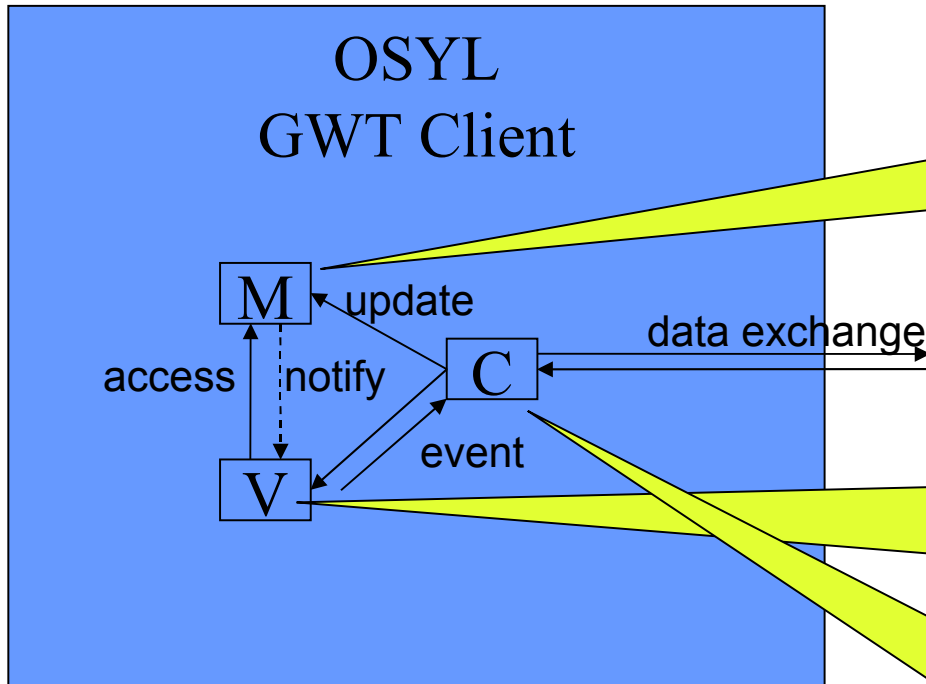 OSYL
GWT Client
M
update
data exchange
access
notify
C
event
V